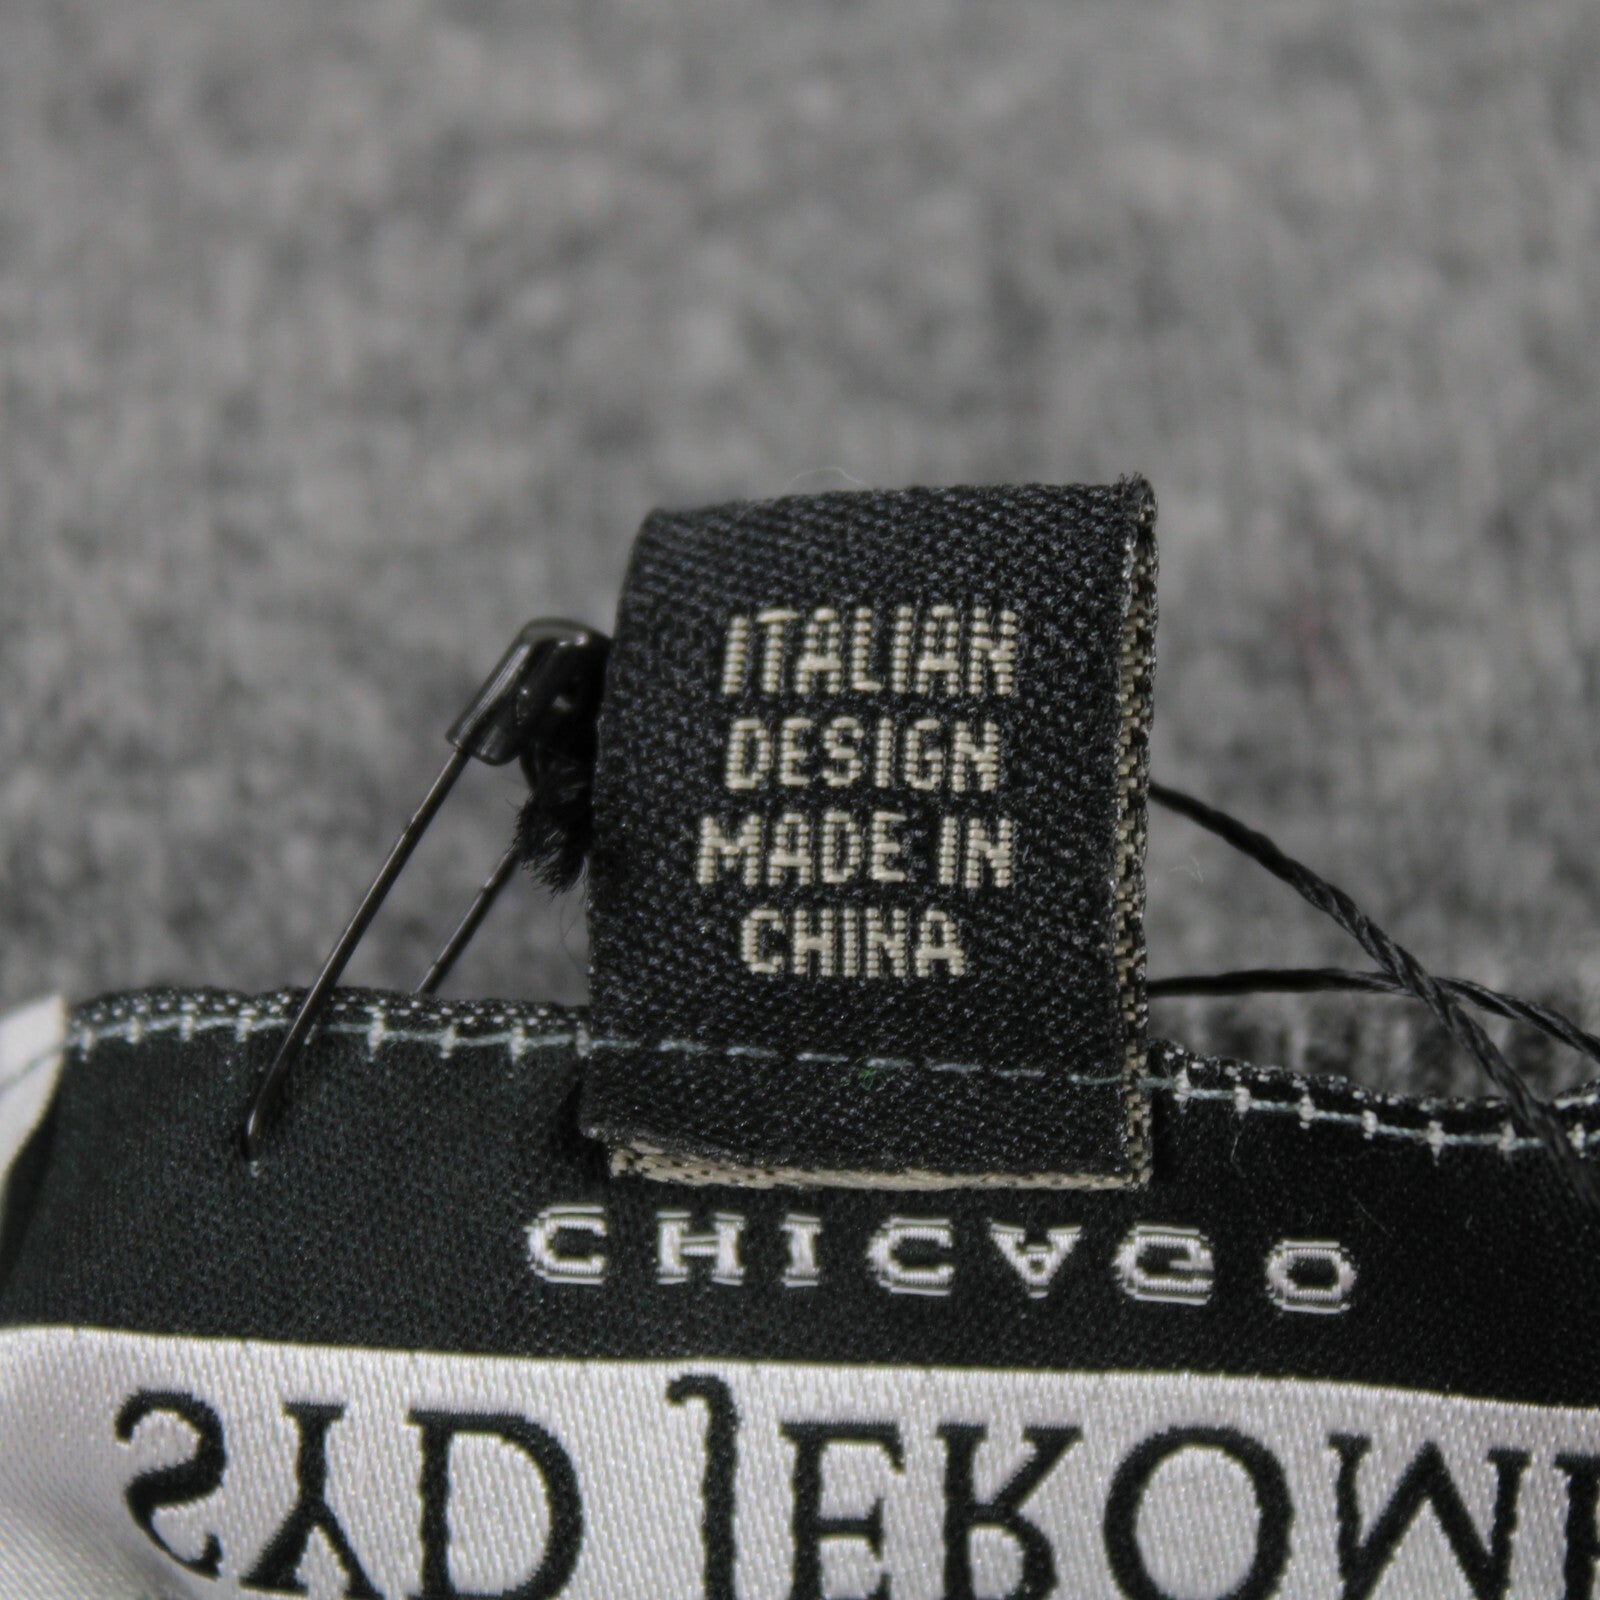 ITALIAN
DESIGN
MADE IN
CHINA
CHICAGO
SYD JEROME